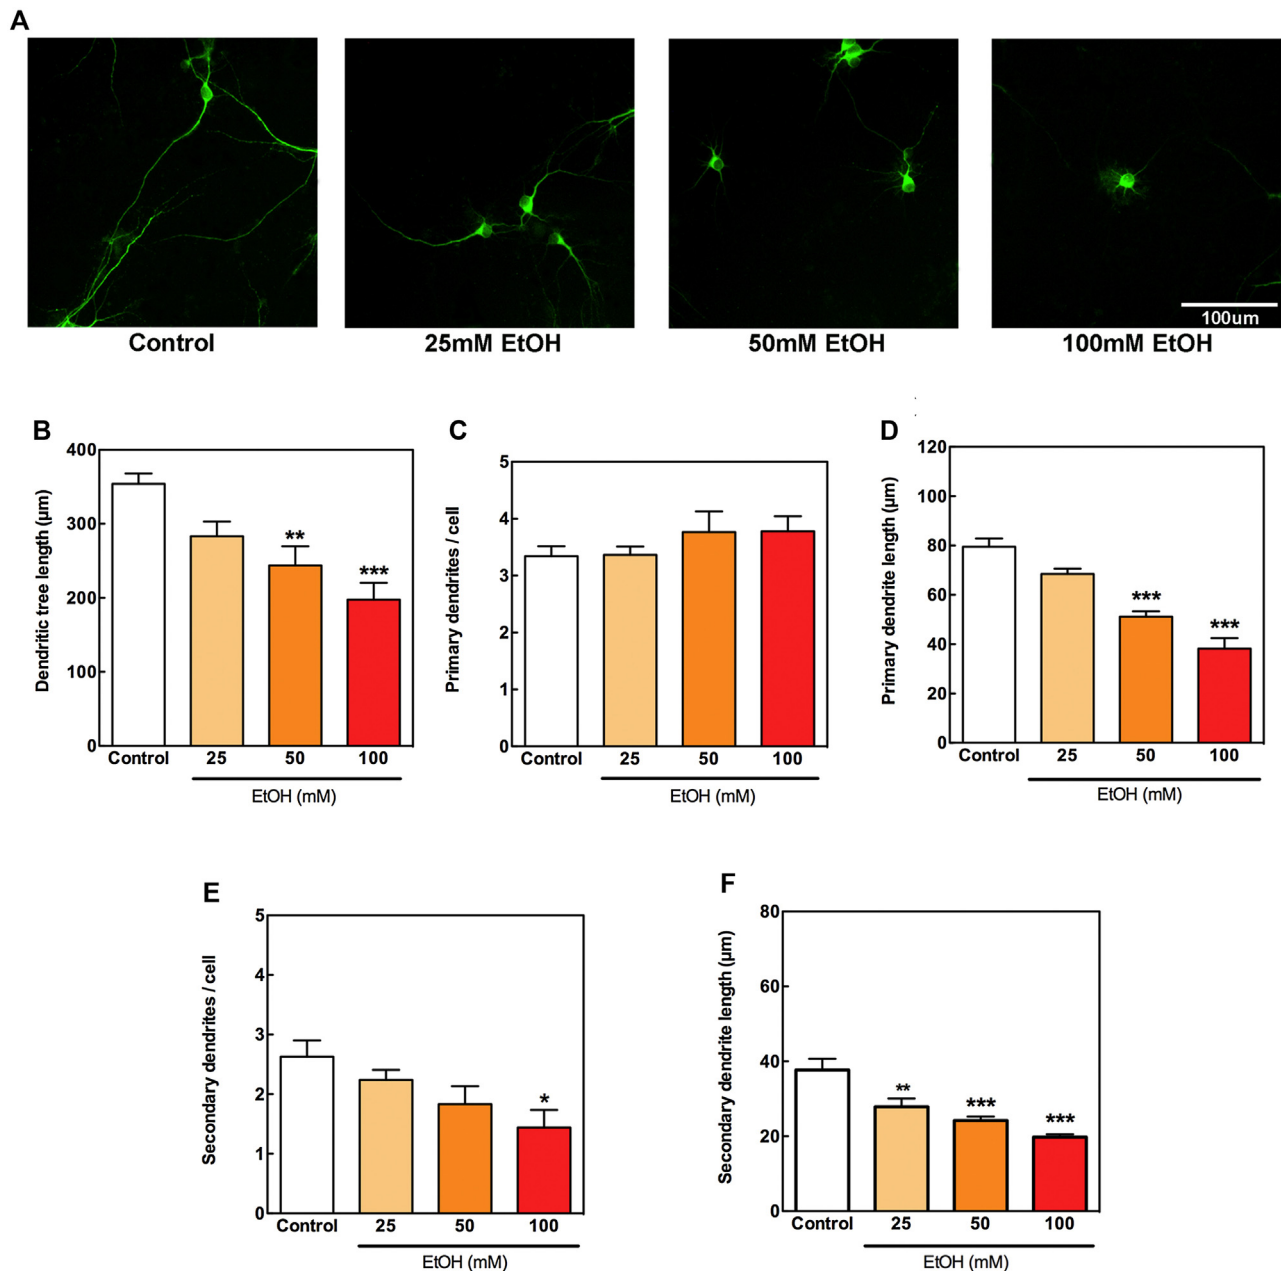 A
100um
Control
25mM EtOH
50mM EtOH
100mM EtOH
B
Dendritic tree length (µm)
400
300
200
100
0
**
***
Control
25
50
100
EtOH (mM)
C
Primary dendrites / cell
5
4
3
2
1
0
Control
25
50
100
EtOH (mM)
D
Primary dendrite length (µm)
120
100
80
60
40
20
0
***
***
Control
25
50
100
EtOH (mM)
E
Secondary dendrites / cell
5
4
3
2
1
0
*
Control
25
50
100
EtOH (mM)
F
Secondary dendrite length (µm)
80
60
40
20
0
**
***
***
Control
25
50
100
EtOH (mM)